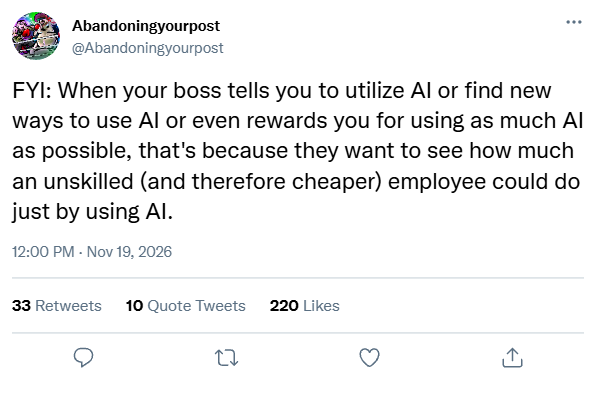 Abandoningyourpost
@Abandoningyourpost
FYI: When your boss tells you to utilize AI or find new
ways to use AI or even rewards you for using as much AI
as possible, that's because they want to see how much
an unskilled (and therefore cheaper) employee could do
just by using AI.
12:00 PM · Nov 19, 2026
33 Retweets 10 Quote Tweets 220 Likes